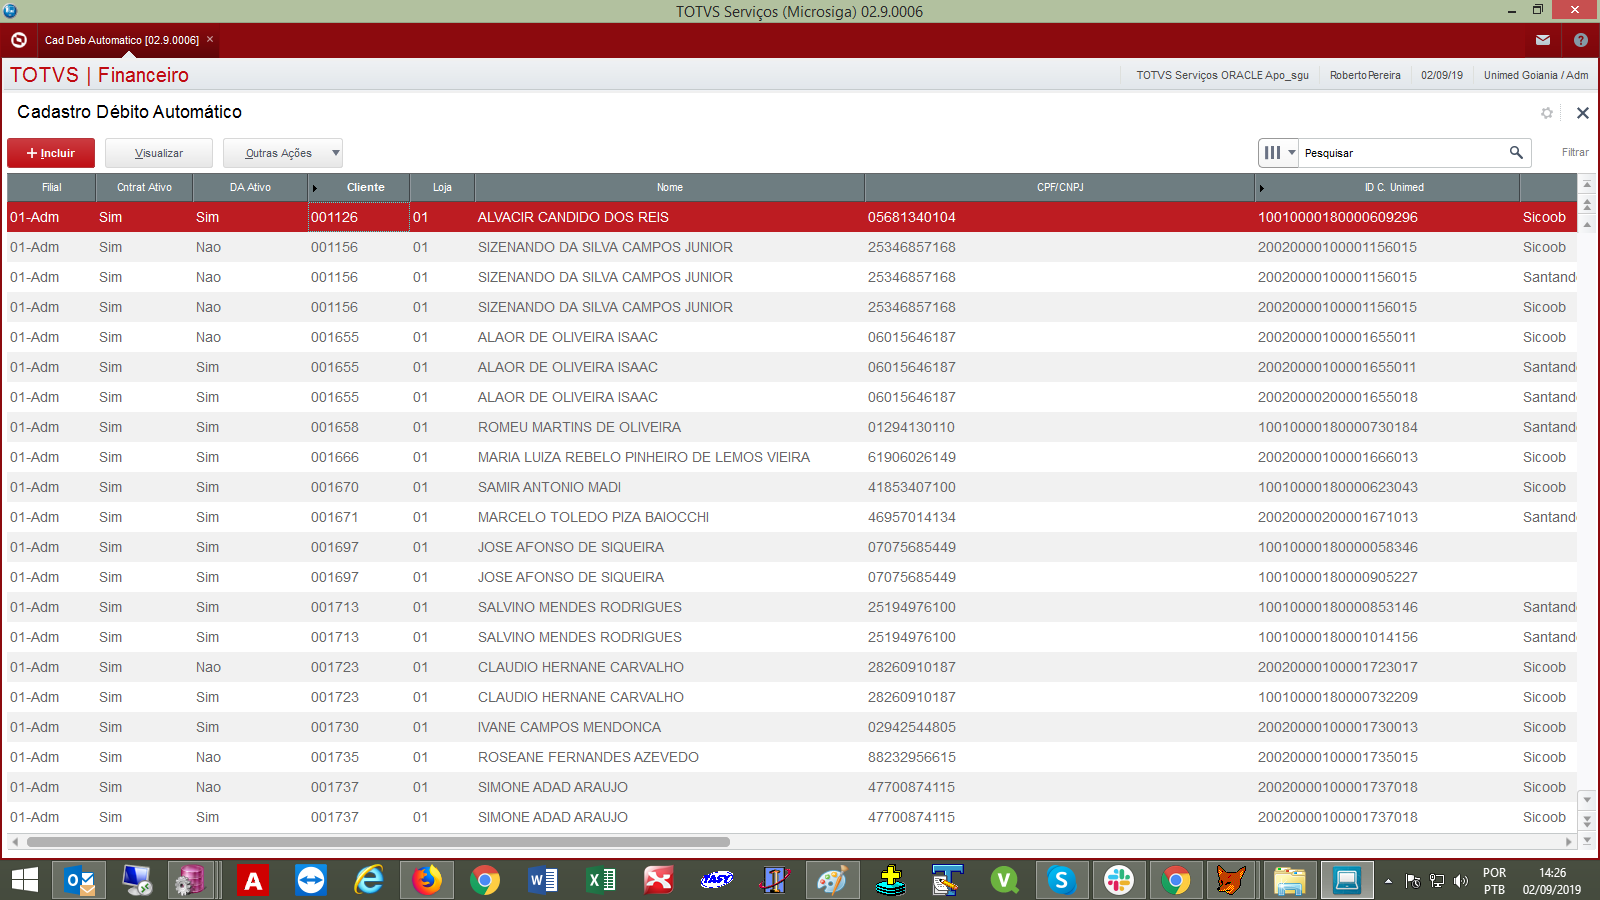 TOTVS Serviços (Microsiga) 02.9.0006
Cad Deb Automatico [02.9.0006] ×
TOTVS | Financeiro
TOTVS Serviços ORACLE Apo_sgu
RobertoPereira
02/09/19
Unimed Goiania / Adm
Cadastro Débito Automático
+ Incluir
Visualizar
Outras Ações
Pesquisar
Filtrar
Filial Cntrat Ativo DA Ativo Cliente Loja Nome CPF/CNPJ ID C. Unimed
01-Adm Sim Sim 001126 01 ALVACIR CANDIDO DOS REIS 05681340104 10010000180000609296 Sicoob
01-Adm Sim Nao 001156 01 SIZENANDO DA SILVA CAMPOS JUNIOR 25346857168 20020000100001156015 Sicoob
01-Adm Sim Nao 001156 01 SIZENANDO DA SILVA CAMPOS JUNIOR 25346857168 20020000100001156015 Santand
01-Adm Sim Nao 001156 01 SIZENANDO DA SILVA CAMPOS JUNIOR 25346857168 20020000100001156015 Sicoob
01-Adm Sim Nao 001655 01 ALAOR DE OLIVEIRA ISAAC 06015646187 20020000100001655011 Sicoob
01-Adm Sim Sim 001655 01 ALAOR DE OLIVEIRA ISAAC 06015646187 20020000100001655011 Santand
01-Adm Sim Sim 001655 01 ALAOR DE OLIVEIRA ISAAC 06015646187 20020000200001655018 Santand
01-Adm Sim Sim 001658 01 ROMEU MARTINS DE OLIVEIRA 01294130110 10010000180000730184 Santand
01-Adm Sim Sim 001666 01 MARIA LUIZA REBELO PINHEIRO DE LEMOS VIEIRA 61906026149 20020000100001666013 Sicoob
01-Adm Sim Sim 001670 01 SAMIR ANTONIO MADI 41853407100 10010000180000623043 Sicoob
01-Adm Sim Sim 001671 01 MARCELO TOLEDO PIZA BAIOCCHI 46957014134 20020000200001671013 Santand
01-Adm Sim Sim 001697 01 JOSE AFONSO DE SIQUEIRA 07075685449 10010000180000058346
01-Adm Sim Sim 001697 01 JOSE AFONSO DE SIQUEIRA 07075685449 10010000180000905227
01-Adm Sim Sim 001713 01 SALVINO MENDES RODRIGUES 25194976100 10010000180000853146 Santand
01-Adm Sim Sim 001713 01 SALVINO MENDES RODRIGUES 25194976100 10010000180001014156 Santand
01-Adm Sim Nao 001723 01 CLAUDIO HERNANE CARVALHO 28260910187 20020000100001723017 Sicoob
01-Adm Sim Sim 001723 01 CLAUDIO HERNANE CARVALHO 28260910187 10010000180000732209 Sicoob
01-Adm Sim Sim 001730 01 IVANE CAMPOS MENDONCA 02942544805 20020000100001730013 Sicoob
01-Adm Sim Nao 001735 01 ROSEANE FERNANDES AZEVEDO 88232956615 20020000100001735015 Sicoob
01-Adm Sim Nao 001737 01 SIMONE ADAD ARAUJO 47700874115 20020000100001737018 Sicoob
01-Adm Sim Sim 001737 01 SIMONE ADAD ARAUJO 47700874115 20020000100001737018 Sicoob
TAST
POR
PTB
14:26
02/09/2019